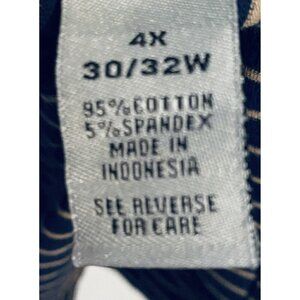 4X
30/32W
95%COTTON
5%SPANDEX
MADE IN
INDONESIA
SEE REVERSE
FOR CARE